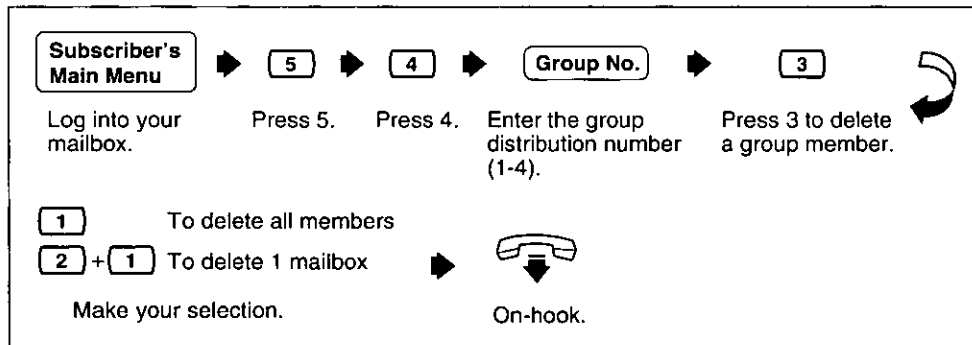 Subscriber's
Main Menu
5
4
Group No.
3
Log into your
mailbox.
Press 5.
Press 4.
Enter the group
distribution number
(1-4).
Press 3 to delete
a group member.
1 To delete all members
2 + 1 To delete 1 mailbox
Make your selection.
On-hook.